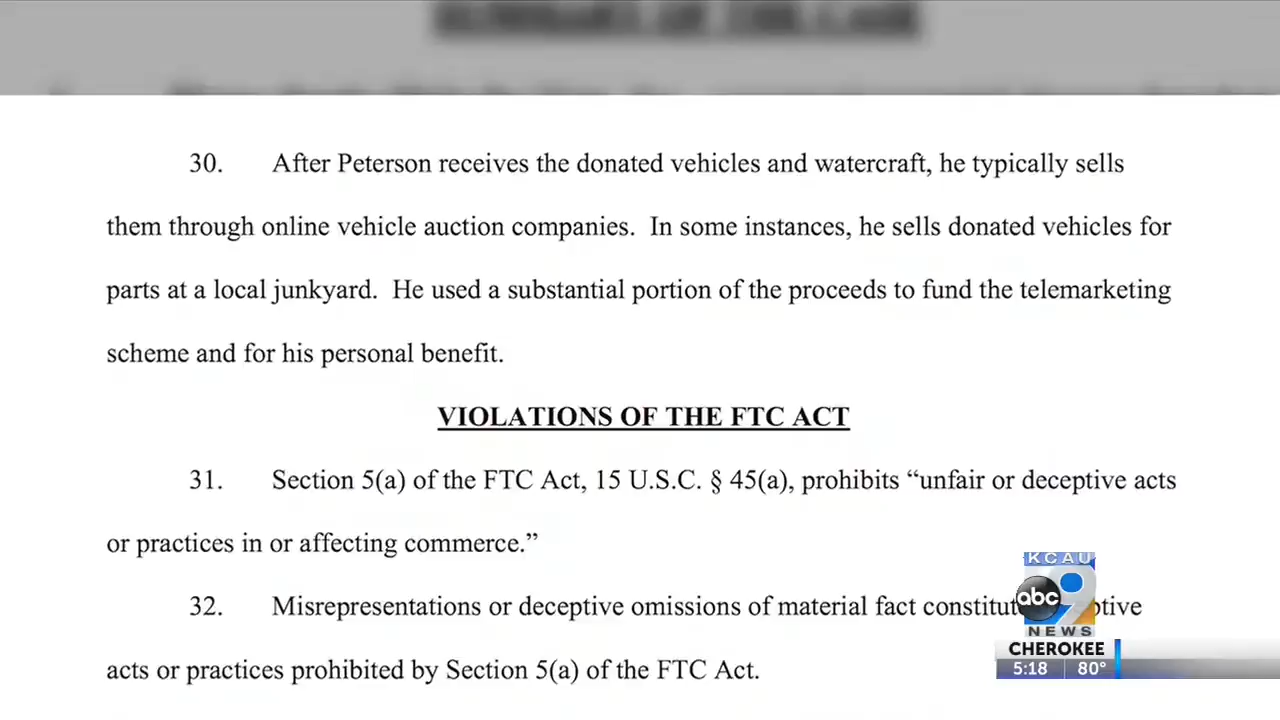 SUMMARY OF THE CASE
30. After Peterson receives the donated vehicles and watercraft, he typically sells
them through online vehicle auction companies. In some instances, he sells donated vehicles for
parts at a local junkyard. He used a substantial portion of the proceeds to fund the telemarketing
scheme and for his personal benefit.
VIOLATIONS OF THE FTC ACT
31. Section 5(a) of the FTC Act, 15 U.S.C. § 45(a), prohibits “unfair or deceptive acts
or practices in or affecting commerce.”
32. Misrepresentations or deceptive omissions of material fact
acts or practices prohibited by Section 5(a) of the FTC Act.
KCAU
abc 9
NEWS
CHEROKEE
5:18 80°